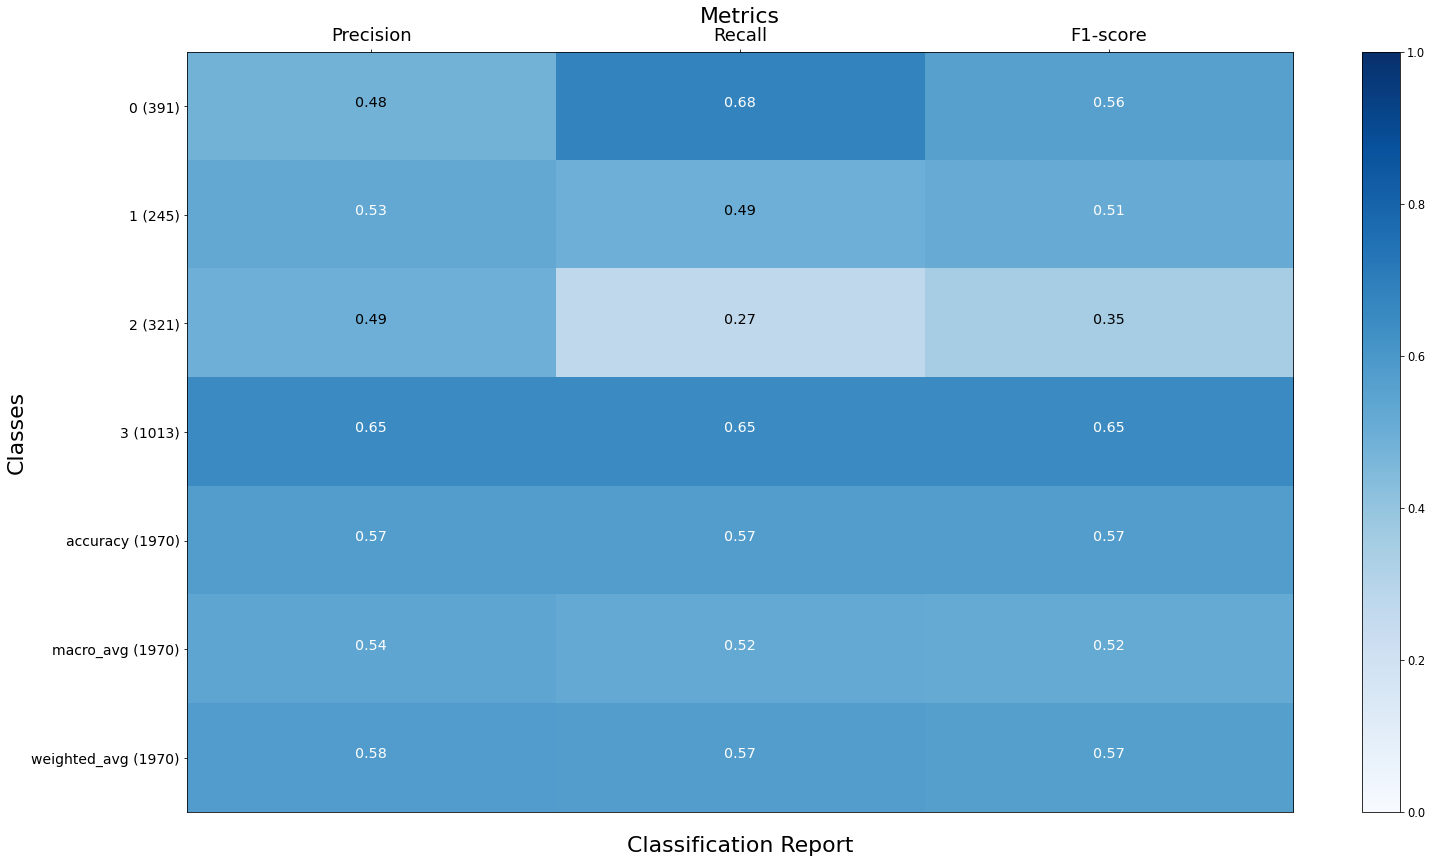 Metrics
Precision Recall F1-score
0 (391) 0.48 0.68 0.56
1 (245) 0.53 0.49 0.51
2 (321) 0.49 0.27 0.35
3 (1013) 0.65 0.65 0.65
accuracy (1970) 0.57 0.57 0.57
macro_avg (1970) 0.54 0.52 0.52
weighted_avg (1970) 0.58 0.57 0.57
Classes
Classification Report
1.0
0.8
0.6
0.4
0.2
0.0